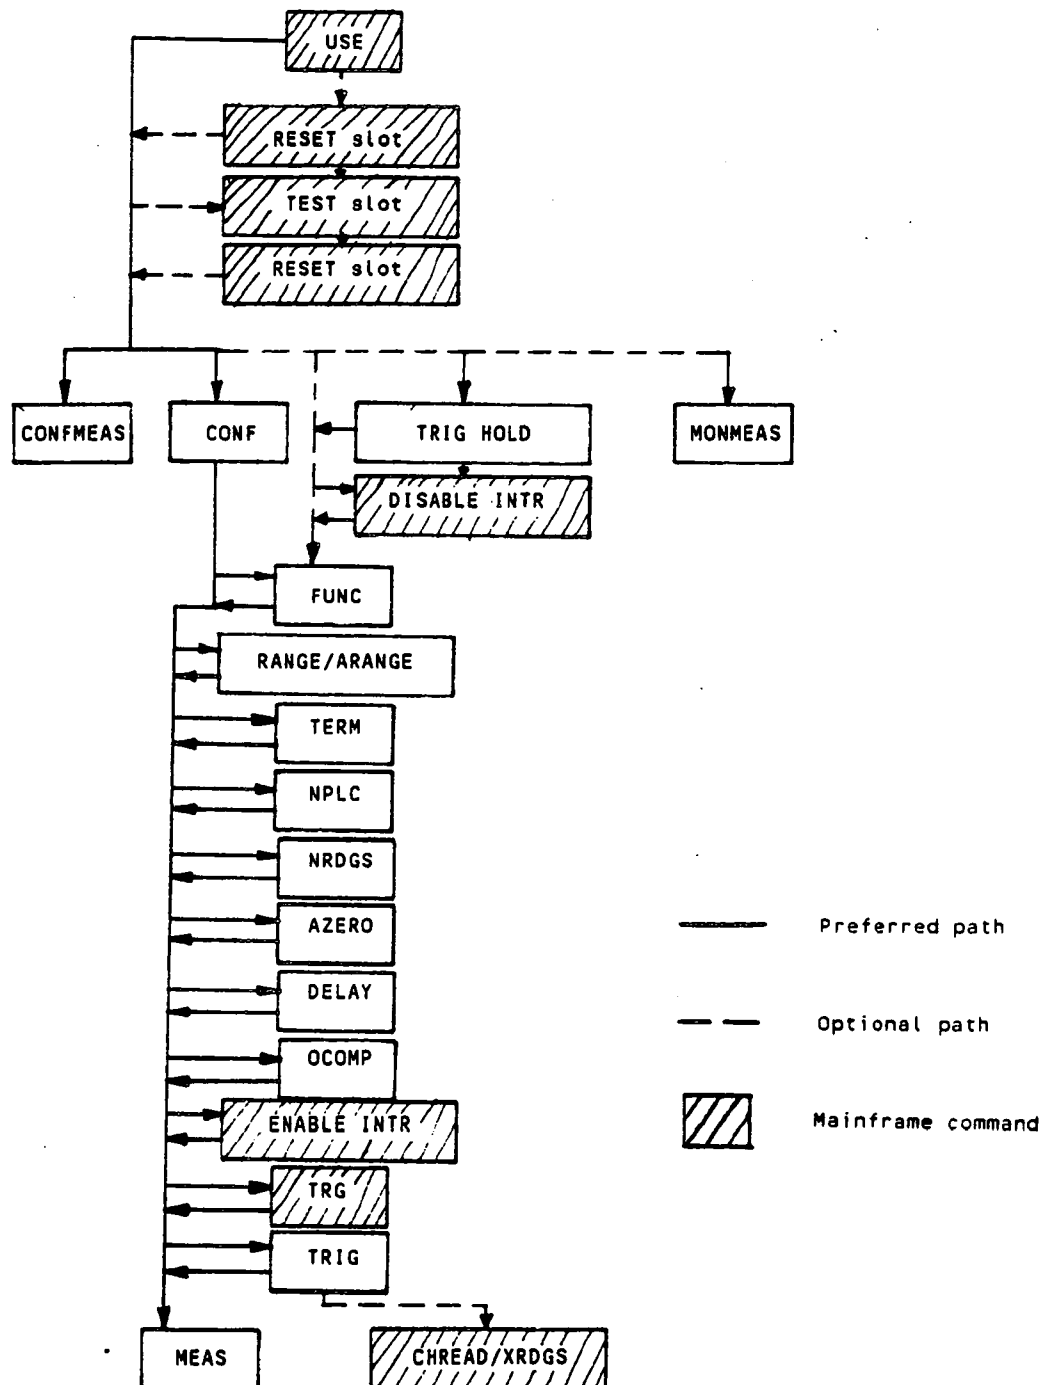 USE
RESET slot
TEST slot
RESET slot
CONFMEAS
CONF
TRIG HOLD
MONMEAS
DISABLE INTR
FUNC
RANGE/ARANGE
TERM
NPLC
NRDGS
AZERO
Preferred path
DELAY
Optional path
OCOMP
ENABLE INTR
Mainframe command
TRG
TRIG
MEAS
CHREAD/XRDGS